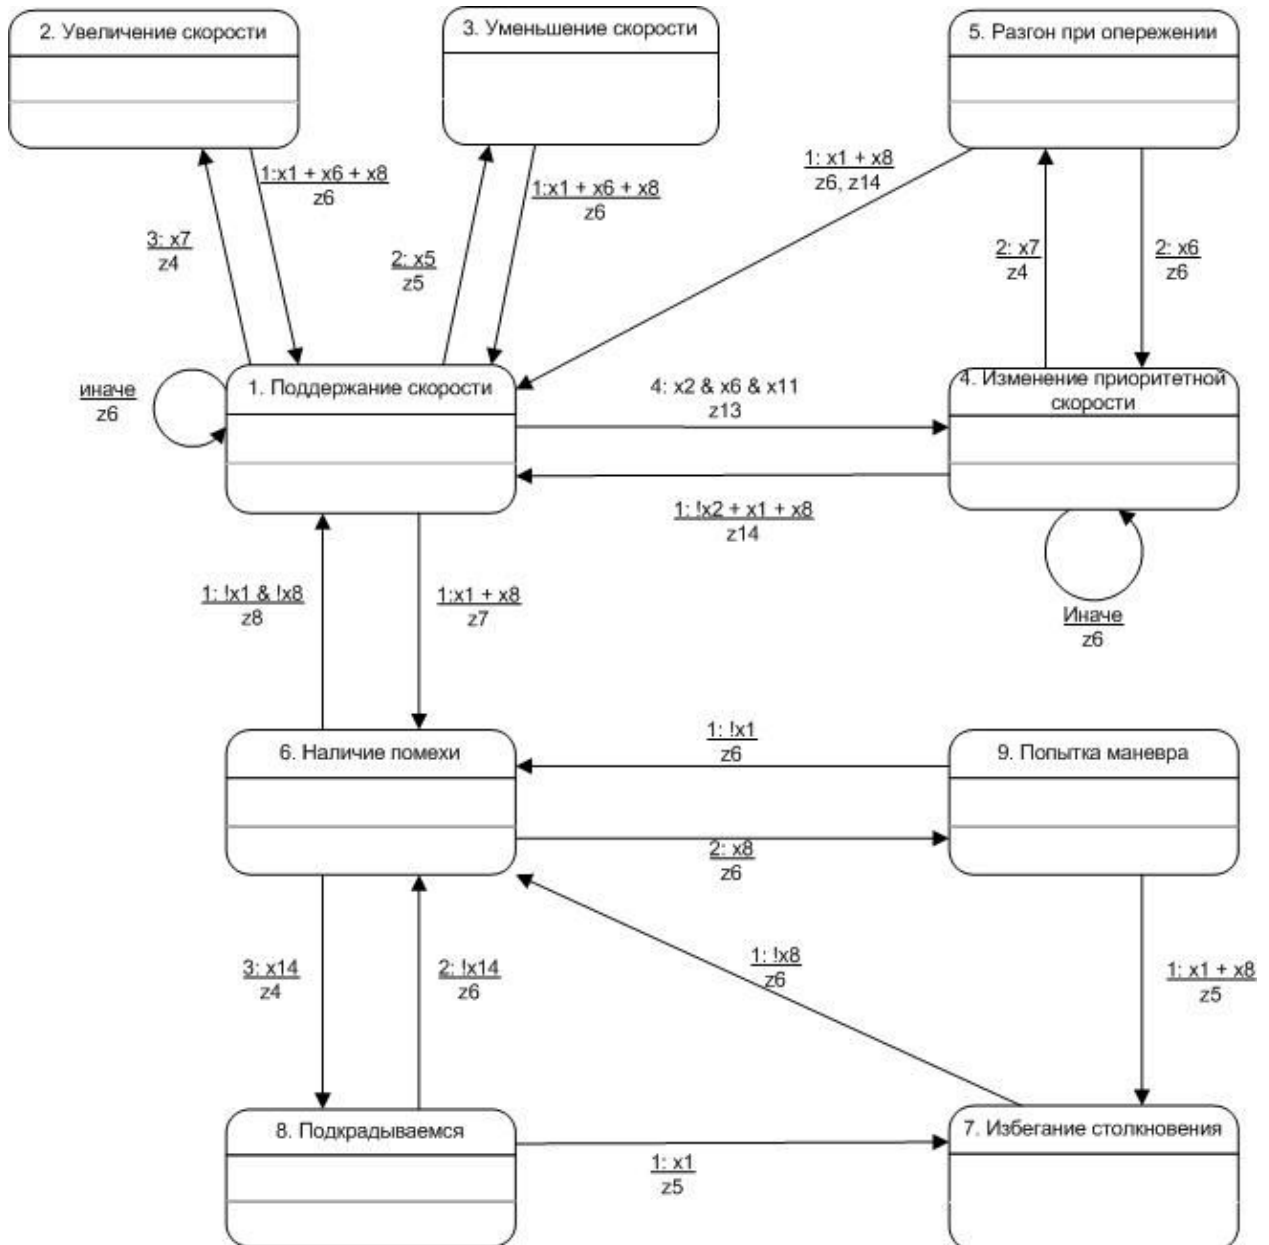 2. Увеличение скорости
3. Уменьшение скорости
5. Разгон при опережении
1:x1 + x6 + x8
z6
1:x1 + x6 + x8
z6
1: x1 + x8
z6, z14
3: x7
z4
2: x5
z5
2: x7
z4
2: x6
z6
иначе
z6
1. Поддержание скорости
4: x2 & x6 & x11
z13
4. Изменение приоритетной
скорости
1: !x2 + x1 + x8
z14
1: !x1 & !x8
z8
1:x1 + x8
z7
Иначе
z6
6. Наличие помехи
1: !x1
z6
9. Попытка маневра
2: x8
z6
3: x14
z4
2: !x14
z6
1: !x8
z6
1: x1 + x8
z5
8. Подкрадываемся
7. Избегание столкновения
1: x1
z5